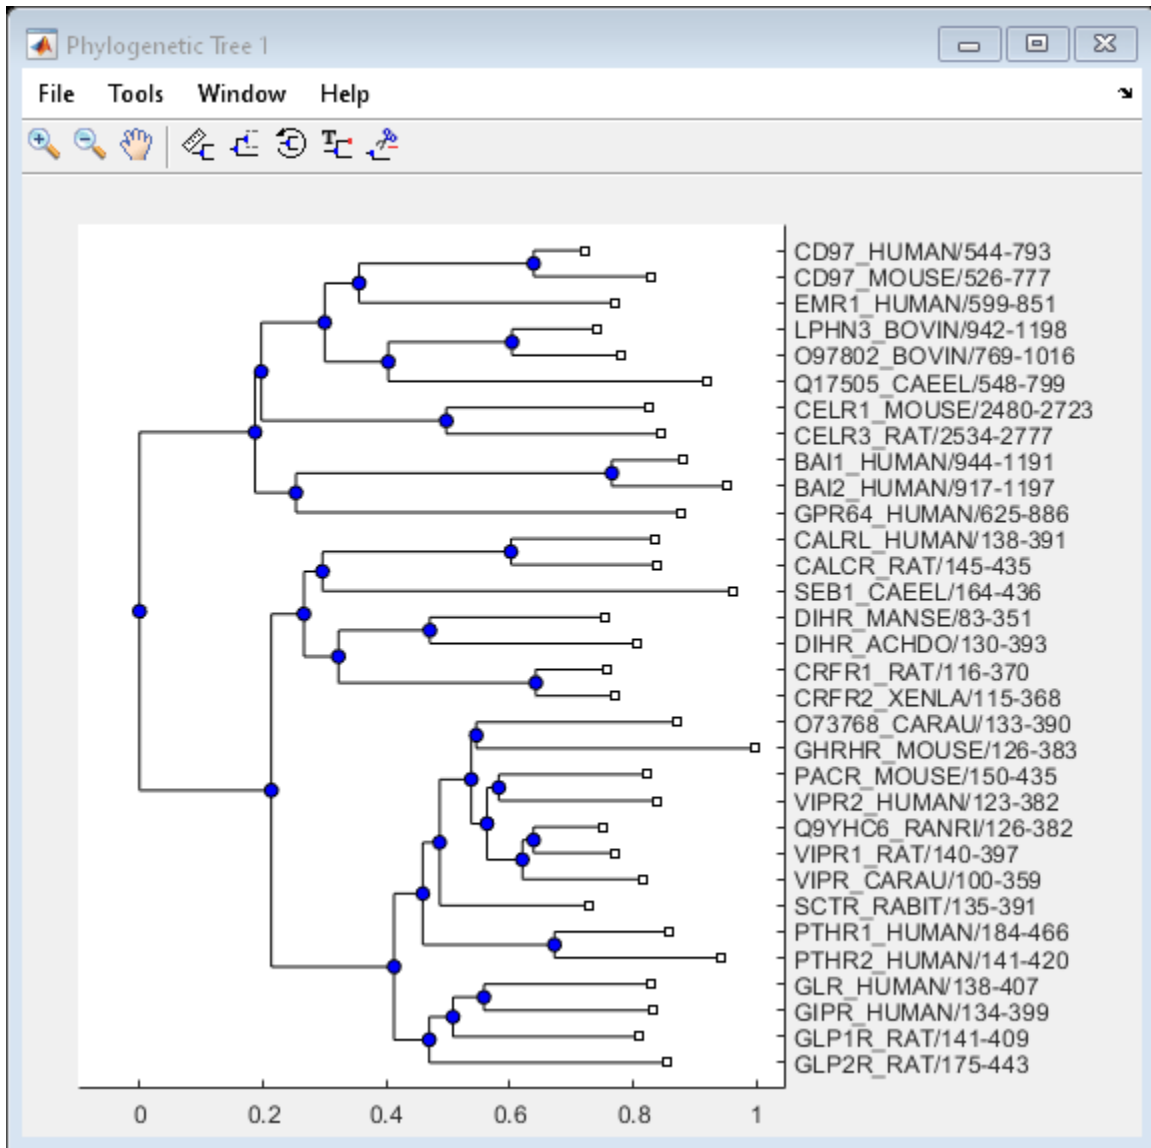 Phylogenetic Tree 1
File Tools Window Help
T
CD97_HUMAN/544-793
CD97_MOUSE/526-777
EMR1_HUMAN/599-851
LPHN3_BOVIN/942-1198
O97802_BOVIN/769-1016
Q17505_CAEEL/548-799
CELR1_MOUSE/2480-2723
CELR3_RAT/2534-2777
BAI1_HUMAN/944-1191
BAI2_HUMAN/917-1197
GPR64_HUMAN/625-886
CALRL_HUMAN/138-391
CALCR_RAT/145-435
SEB1_CAEEL/164-436
DIHR_MANSE/83-351
DIHR_ACHDO/130-393
CRFR1_RAT/116-370
CRFR2_XENLA/115-368
O73768_CARAU/133-390
GHRHR_MOUSE/126-383
PACR_MOUSE/150-435
VIPR2_HUMAN/123-382
Q9YHC6_RANRI/126-382
VIPR1_RAT/140-397
VIPR_CARAU/100-359
SCTR_RABIT/135-391
PTHR1_HUMAN/184-466
PTHR2_HUMAN/141-420
GLR_HUMAN/138-407
GIPR_HUMAN/134-399
GLP1R_RAT/141-409
GLP2R_RAT/175-443
0 0.2 0.4 0.6 0.8 1